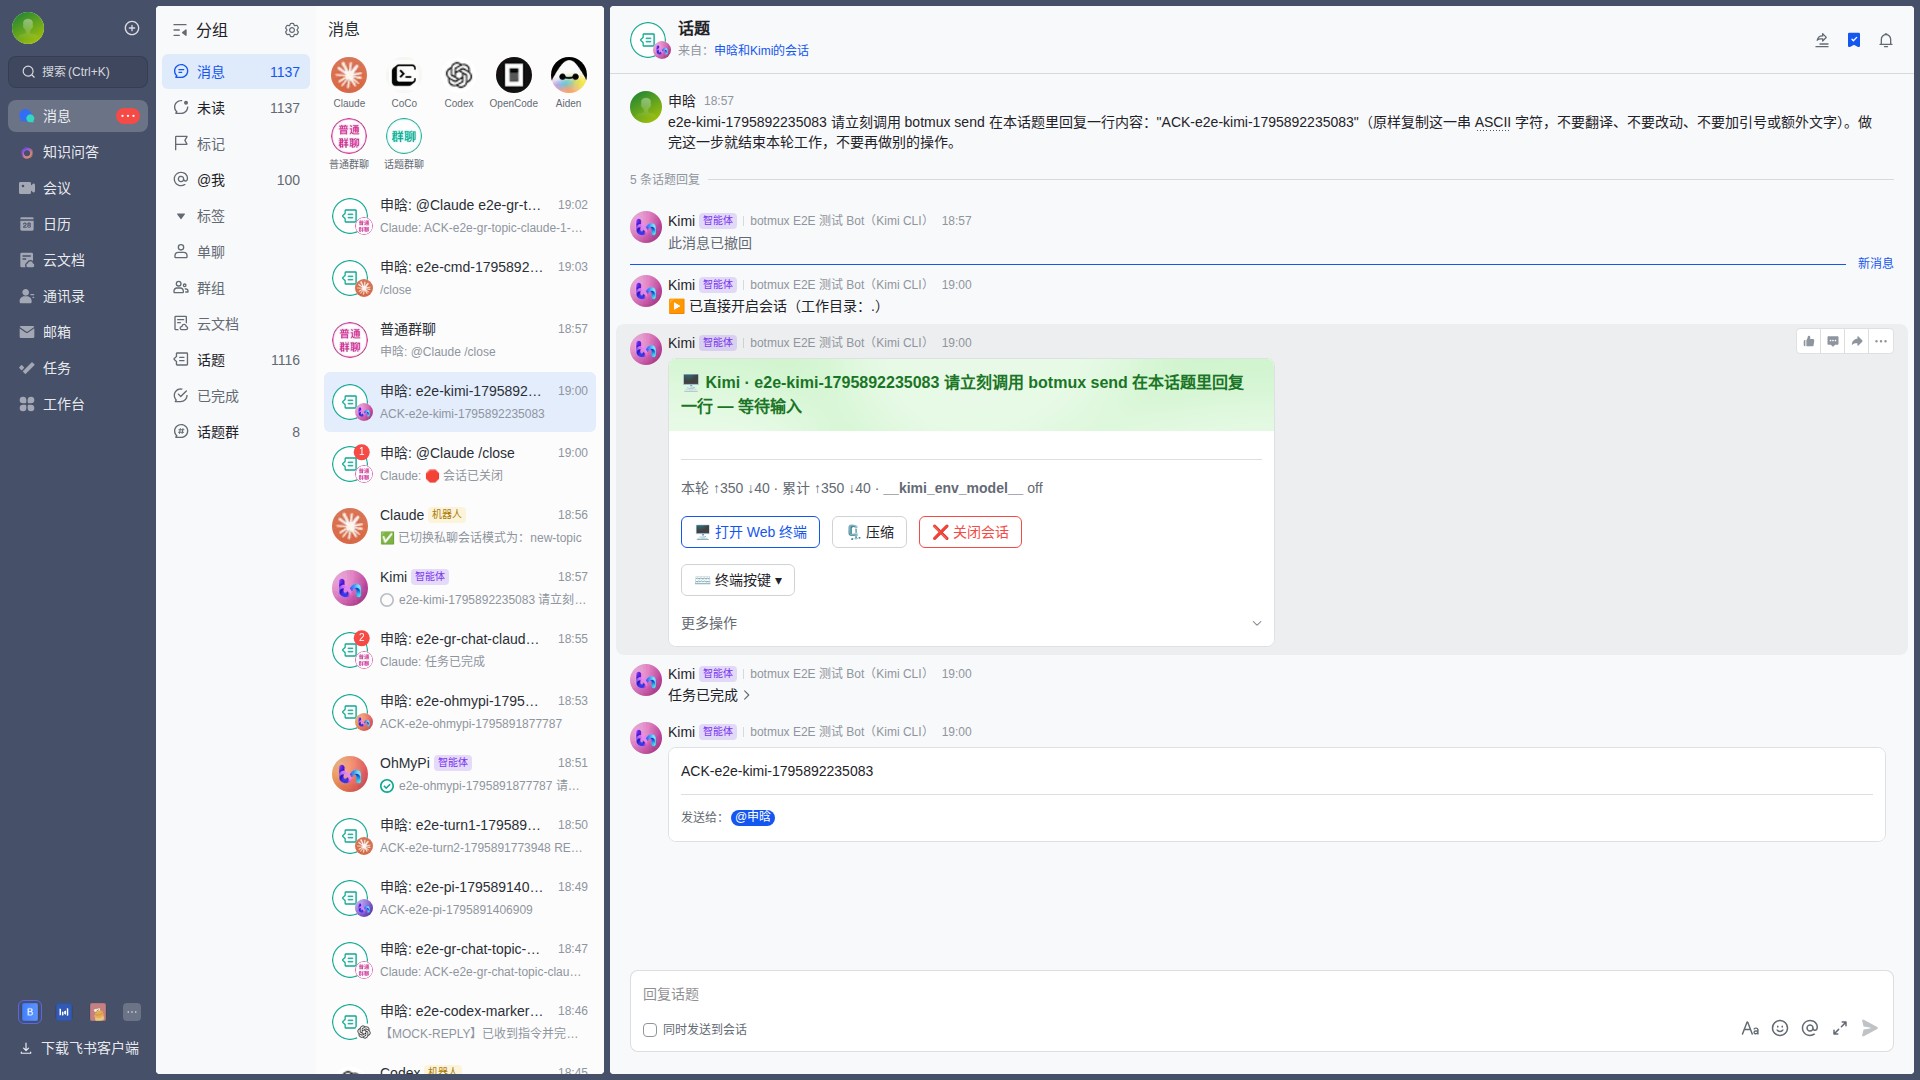 搜索 (Ctrl+K)
消息
知识问答
会议
日历
云文档
通讯录
邮箱
任务
工作台
下载飞书客户端
分组
消息 1137
未读 1137
标记
@我 100
标签
单聊
群组
云文档
话题 1116
已完成
话题群 8
消息
Claude CoCo Codex OpenCode Aiden
普通群聊 群聊
普通群聊 话题群聊
申晗: @Claude e2e-gr-t... 19:02
Claude: ACK-e2e-gr-topic-claude-1-...
申晗: e2e-cmd-1795892... 19:03
/close
普通群聊 18:57
申晗: @Claude /close
申晗: e2e-kimi-1795892... 19:00
ACK-e2e-kimi-1795892235083
1
申晗: @Claude /close 19:00
Claude: 🛑 会话已关闭
Claude 机器人 18:56
✅ 已切换私聊会话模式为：new-topic
Kimi 智能体 18:57
e2e-kimi-1795892235083 请立刻...
2
申晗: e2e-gr-chat-claud... 18:55
Claude: 任务已完成
申晗: e2e-ohmypi-1795... 18:53
ACK-e2e-ohmypi-1795891877787
OhMyPi 智能体 18:51
e2e-ohmypi-1795891877787 请...
申晗: e2e-turn1-179589... 18:50
ACK-e2e-turn2-1795891773948 RE...
申晗: e2e-pi-179589140... 18:49
ACK-e2e-pi-1795891406909
申晗: e2e-gr-chat-topic-... 18:47
Claude: ACK-e2e-gr-chat-topic-clau...
申晗: e2e-codex-marker... 18:46
【MOCK-REPLY】已收到指令并完...
Codex 机器人 18:45
话题
来自：申晗和Kimi的会话
申晗 18:57
e2e-kimi-1795892235083 请立刻调用 botmux send 在本话题里回复一行内容："ACK-e2e-kimi-1795892235083"（原样复制这一串 ASCII 字符，不要翻译、不要改动、不要加引号或额外文字）。做
完这一步就结束本轮工作，不要再做别的操作。
5 条话题回复
Kimi 智能体 botmux E2E 测试 Bot（Kimi CLI） 18:57
此消息已撤回
新消息
Kimi 智能体 botmux E2E 测试 Bot（Kimi CLI） 19:00
▶️ 已直接开启会话（工作目录：.）
Kimi 智能体 botmux E2E 测试 Bot（Kimi CLI） 19:00
🖥️ Kimi · e2e-kimi-1795892235083 请立刻调用 botmux send 在本话题里回复
一行 — 等待输入
本轮 ↑350 ↓40 · 累计 ↑350 ↓40 · __kimi_env_model__ off
🖥️ 打开 Web 终端 🗜️ 压缩 ❌ 关闭会话
⌨️ 终端按键 ▾
更多操作
Kimi 智能体 botmux E2E 测试 Bot（Kimi CLI） 19:00
任务已完成
Kimi 智能体 botmux E2E 测试 Bot（Kimi CLI） 19:00
ACK-e2e-kimi-1795892235083
发送给：@申晗
回复话题
同时发送到会话